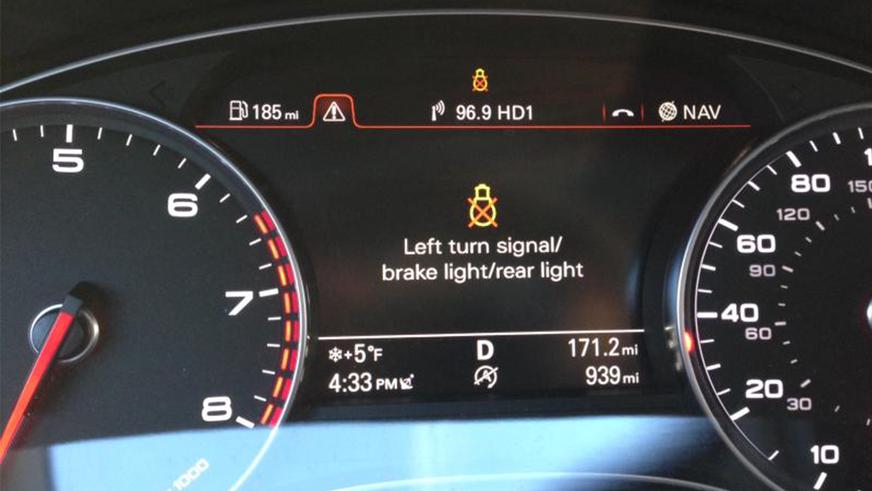 185 mi
96.9 HD1
NAV
Left turn signal/
brake light/rear light
+5°F
D
171.2 mi
4:33 PM
A
939 mi
5
6
7
8
1000
80
60
40
20
10
120
90
60
30